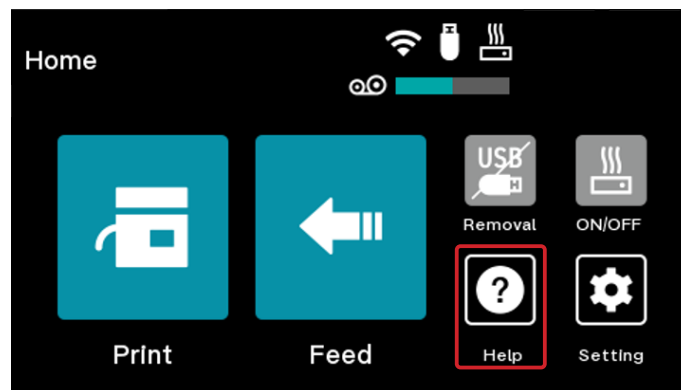 Home
USB
Removal
ON/OFF
?
Print
Feed
Help
Setting